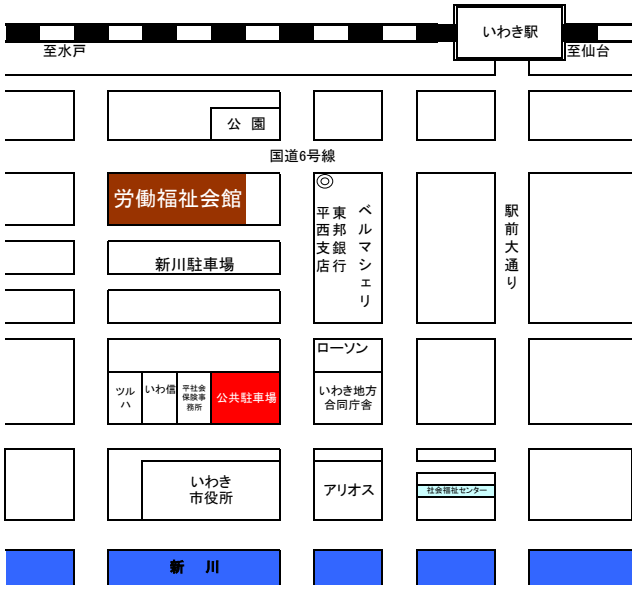 いわき駅
至水戸
至仙台
公 園
国道6号線
労働福祉会館
◎
ベルマシェリ
東邦銀行
平西支店
駅前大通り
新川駐車場
ローソン
ツル
ハ
いわ信
平社会
保険事
務所
公共駐車場
いわき地方
合同庁舎
いわき
市役所
アリオス
社会福祉センター
新 川